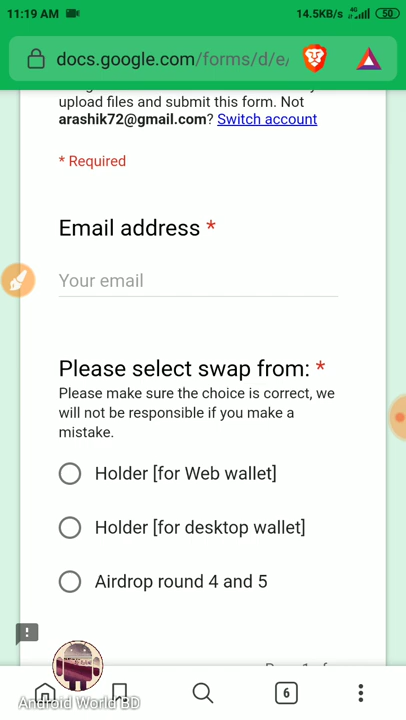 11:19 AM
14.5KB/s 4G 50
docs.google.com/forms/d/e/
upload files and submit this form. Not
arashik72@gmail.com? Switch account
* Required
Email address *
Your email
Please select swap from: *
Please make sure the choice is correct, we
will not be responsible if you make a
mistake.
Holder [for Web wallet]
Holder [for desktop wallet]
Airdrop round 4 and 5
6
Android World BD